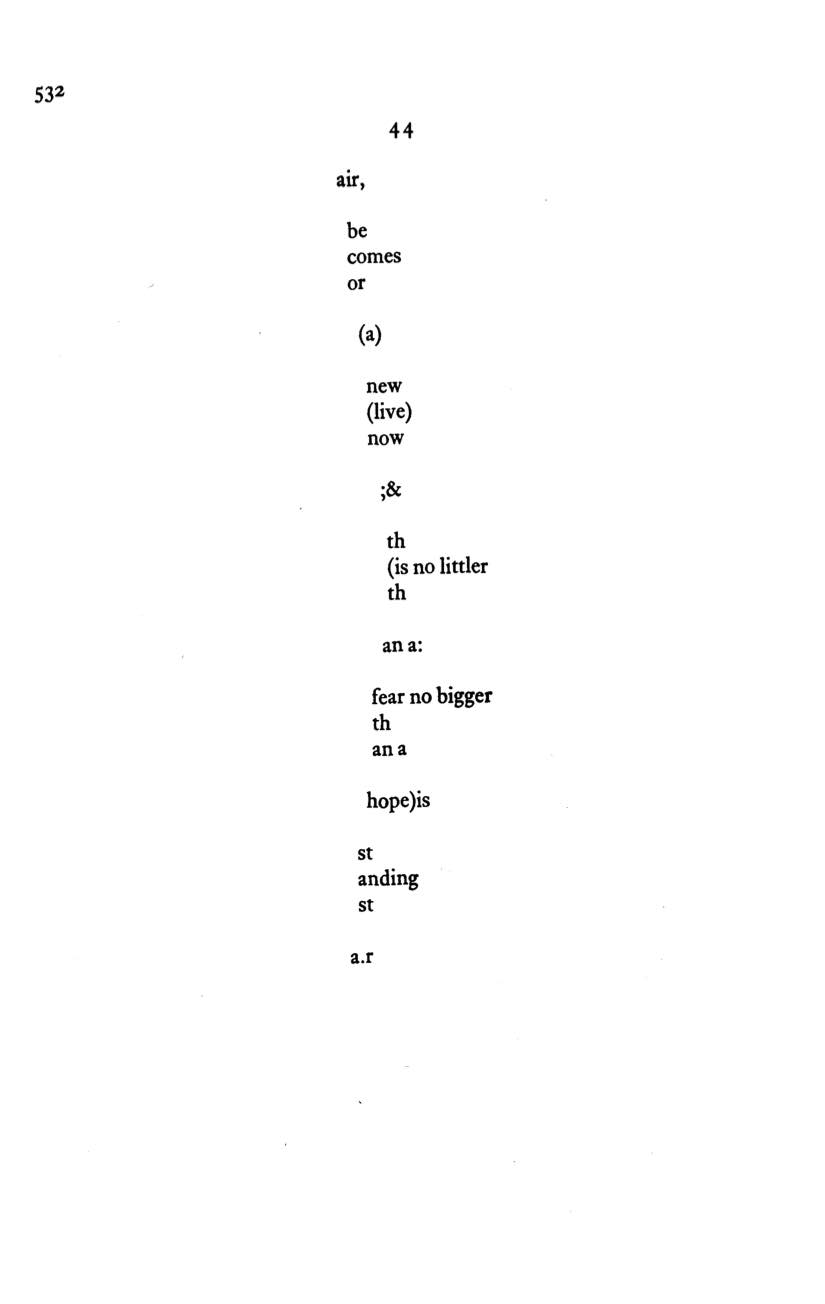 532
44
air,
be
comes
or
(a)
new
(live)
now
;&
th
(is no littler
th
an a:
fear no bigger
th
an a
hope)is
st
anding
st
a.r